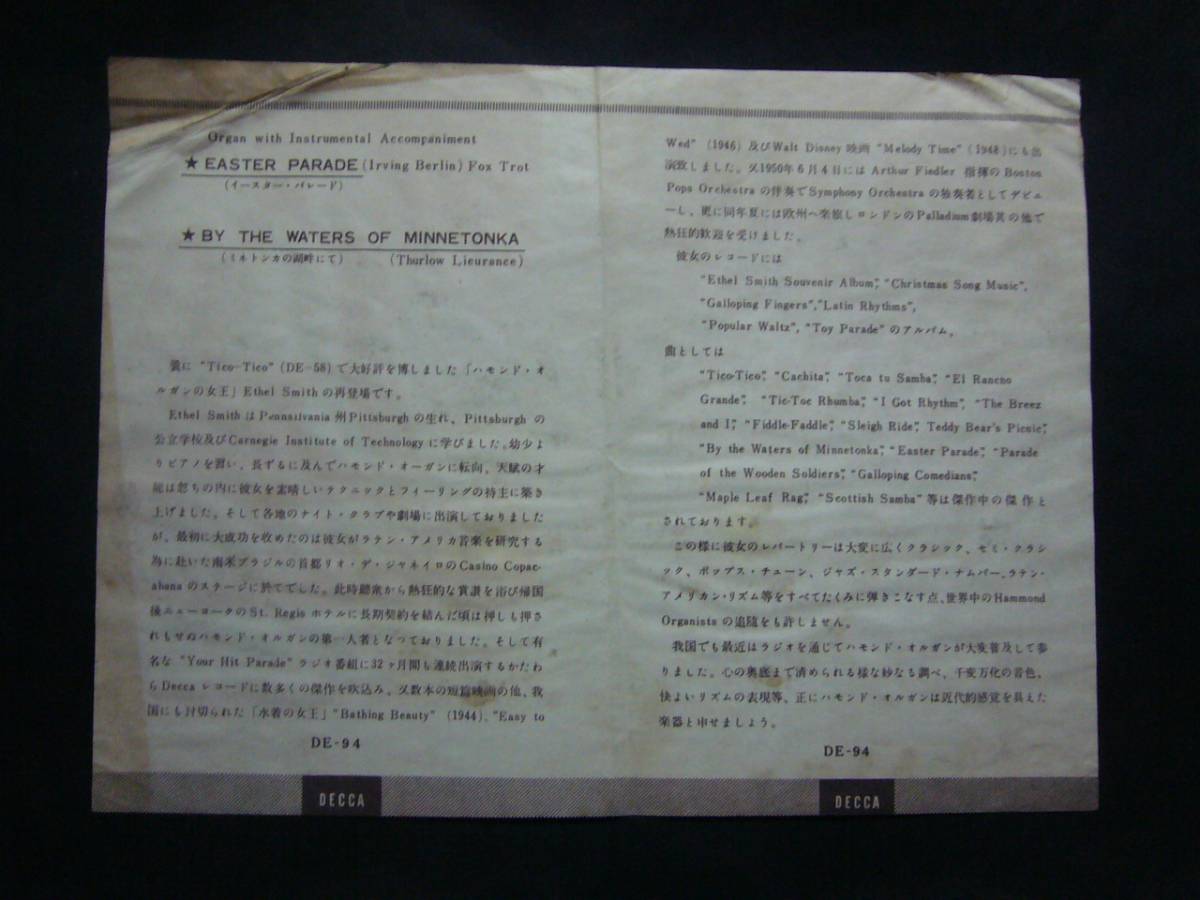 Organ with Instrumental Accompaniment
★ EASTER PARADE (Irving Berlin) Fox Trot
(イースター・パレード)
★ BY THE WATERS OF MINNETONKA
(ミネトンカの湖畔にて) (Thurlow Lieurance)
曩に "Tico-Tico" (DE-58) で大好評を博しました「ハモンド・オ
ルガンの女王」Ethel Smith の再登場です。
Ethel Smith は Pennsilvania 州 Pittsburgh の生れ、Pittsburgh の
公立学校及び Carnegie Institute of Technology に学びました。幼少よ
りピアノを習い、長ずるに及んでハモンド・オーガンに転向、天賦の才
能は忽ちの内に彼女を素晴しいテクニックとフィーリングの持主に築き
上げました。そして各地のナイト・クラブや劇場に出演しておりました
が、最初に大成功を收めたのは彼女がラテン・アメリカ音楽を研究する
為に赴いた南米ブラジルの首都リオ・デ・ジャネイロの Casino Copac-
abana のステージに於てでした。此時聴衆から熱狂的な賞讃を浴び帰国
後ニューヨークの St. Regis ホテルに長期契約を結んだ頃は押しも押さ
れもせぬハモンド・オルガンの第一人者となつておりました。そして有
名な "Your Hit Parade" ラジオ番組に32ヶ月間も連続出演するかたわ
ら Decca レコードに数多くの傑作を吹込み、又数本の短篇映画の他、我
国にも封切られた「水着の女王」"Bathing Beauty" (1944), "Easy to
DE-94
DECCA
Wed" (1946) 及び Walt Disney 映画 "Melody Time" (1948) にも出
演致しました。又1950年6月4日には Arthur Fiedler 指揮の Boston
Pops Orchestra の伴奏で Symphony Orchestra の独奏者としてデビュ
ーし、更に同年夏には欧州へ楽旅しロンドンの Palladium 劇場其の他で
熱狂的歓迎を受けました。
彼女のレコードには
"Ethel Smith Souvenir Album", "Christmas Song Music",
"Galloping Fingers", "Latin Rhythms",
"Popular Waltz", "Toy Parade" のアルバム、
曲としては
"Tico-Tico", "Cachita", "Toca tu Samba", "El Rancno
Grande", "Tic-Toc Rhumba", "I Got Rhythm", "The Breez
and I", "Fiddle-Faddle", "Sleigh Ride", Teddy Bear's Picnic",
"By the Waters of Minnetonka", "Easter Parade", "Parade
of the Wooden Soldiers", "Galloping Comedians",
"Maple Leaf Rag", "Scottish Samba" 等は傑作中の傑作と
されております。
この様に彼女のレパートリーは大変に広くクラシック、セミ・クラシ
ック、ポップス・チューン、ジャズ・スタンダード・ナムバー、ラテン・
アメリカン・リズム等をすべてたくみに弾きこなす点、世界中の Hammond
Organists の追随をも許しません。
我国でも最近はラジオを通じてハモンド・オルガンが大変普及して参
りました。心の奥底まで清められる様な妙なる調べ、千変万化の音色、
快よいリズムの表現等、正にハモンド・オルガンは近代的感覚を具えた
楽器と申せましょう。
DE-94
DECCA